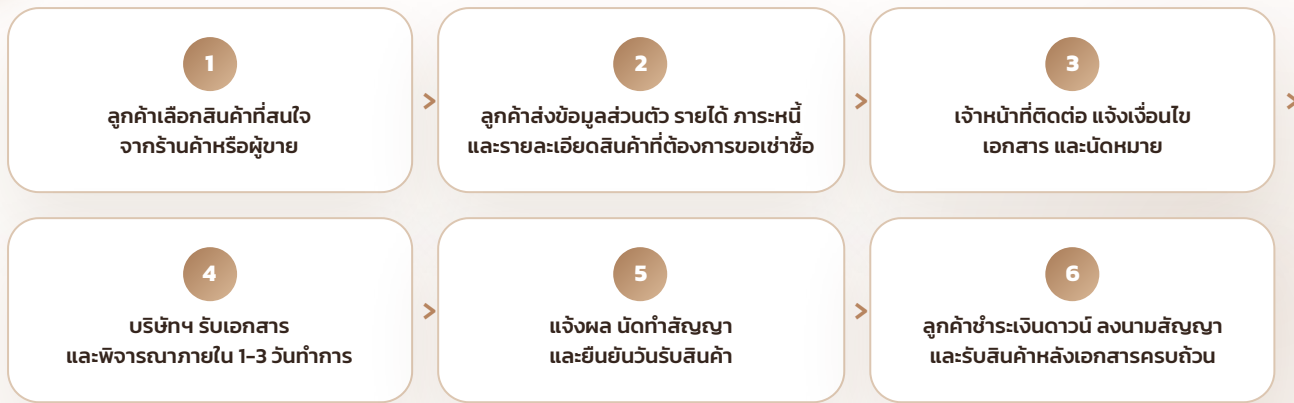 1
ลูกค้าเลือกสินค้าที่สนใจ
จากร้านค้าหรือผู้ขาย
2
ลูกค้าส่งข้อมูลส่วนตัว รายได้ ภาระหนี้
และรายละเอียดสินค้าที่ต้องการขอเช่าซื้อ
3
เจ้าหน้าที่ติดต่อ แจ้งเงื่อนไข
เอกสาร และนัดหมาย
4
บริษัทฯ รับเอกสาร
และพิจารณาภายใน 1-3 วันทำการ
5
แจ้งผล นัดทำสัญญา
และยืนยันวันรับสินค้า
6
ลูกค้าชำระเงินดาวน์ ลงนามสัญญา
และรับสินค้าหลังเอกสารครบถ้วน